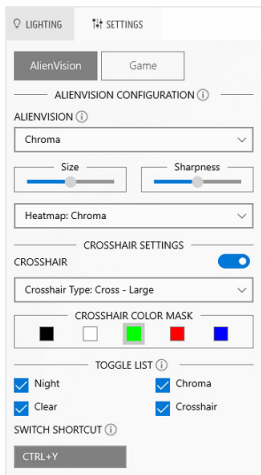 LIGHTING SETTINGS
AlienVision Game
ALIENVISION CONFIGURATION
ALIENVISION
Chroma
Size Sharpness
Heatmap: Chroma
CROSSHAIR SETTINGS
CROSSHAIR
Crosshair Type: Cross - Large
CROSSHAIR COLOR MASK
TOGGLE LIST
Night Chroma
Clear Crosshair
SWITCH SHORTCUT
CTRL+Y